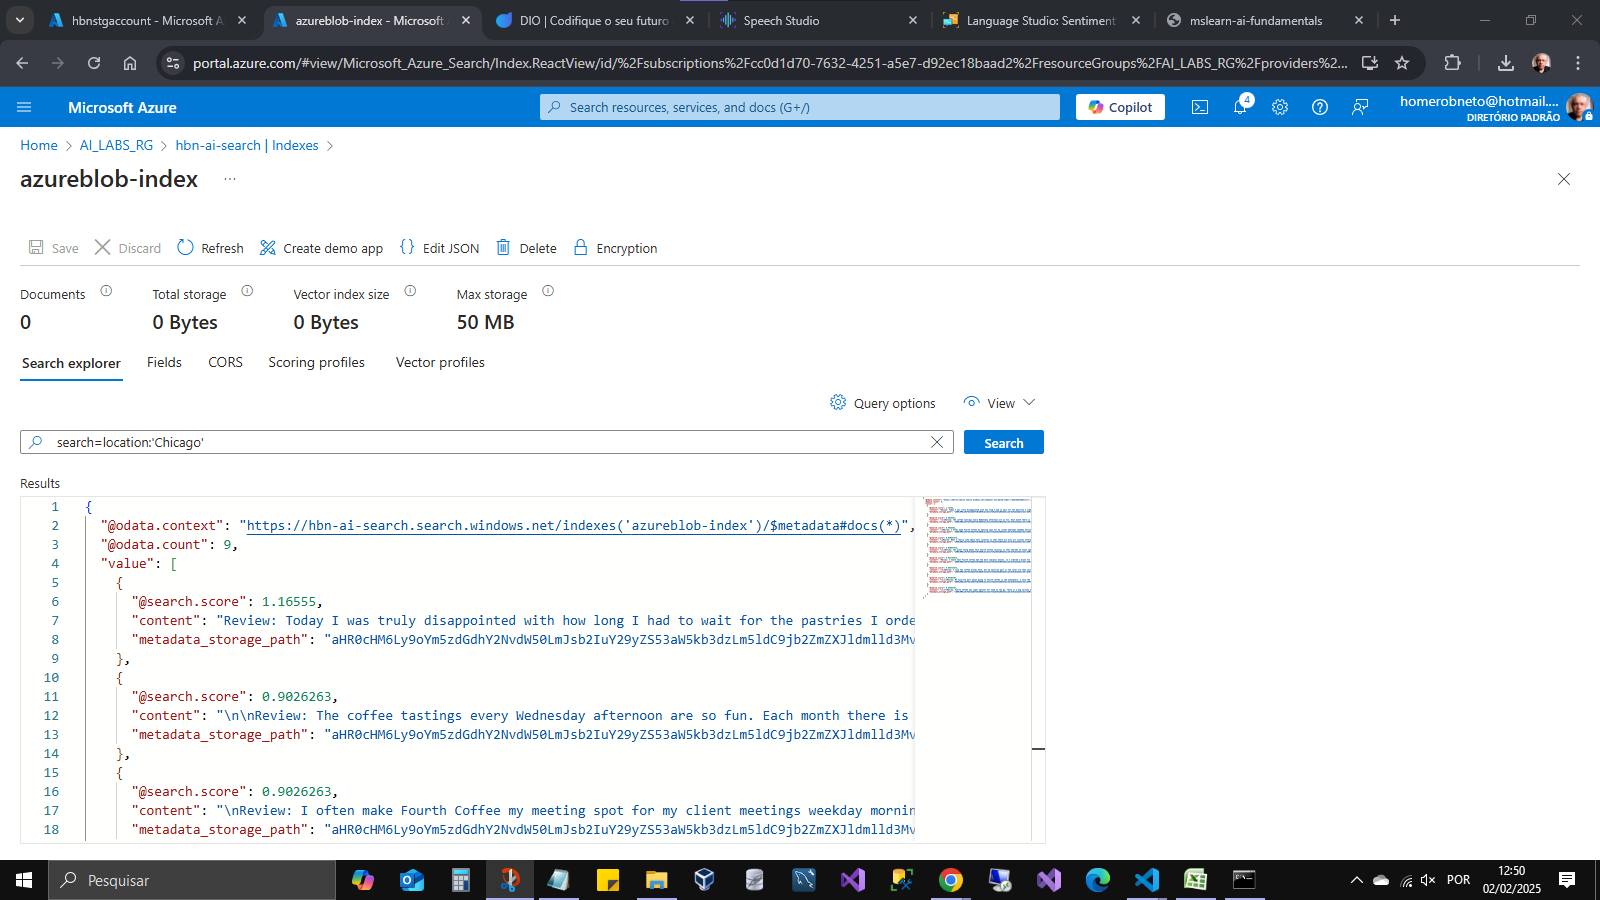 hbnstgaccount - Microsoft A
azureblob-index - Microsoft
DIO | Codifique o seu futuro
Speech Studio
Language Studio: Sentiment
mslearn-ai-fundamentals
portal.azure.com/#view/Microsoft_Azure_Search/Index.ReactView/id/%2Fsubscriptions%2Fcc0d1d70-7632-4251-a5e7-d92ec18baad2%2FresourceGroups%2FAI_LABS_RG%2Fproviders%2...
Microsoft Azure
Search resources, services, and docs (G+/)
Copilot
4
homerobneto@hotmail....
DIRETÓRIO PADRÃO
Home > AI_LABS_RG > hbn-ai-search | Indexes >
azureblob-index ...
Save Discard Refresh Create demo app {} Edit JSON Delete Encryption
Documents Total storage Vector index size Max storage
0 0 Bytes 0 Bytes 50 MB
Search explorer Fields CORS Scoring profiles Vector profiles
Query options View
search=location:'Chicago'
Search
Results
1 {
2 "@odata.context": "https://hbn-ai-search.search.windows.net/indexes('azureblob-index')/$metadata#docs(*)",
3 "@odata.count": 9,
4 "value": [
5 {
6 "@search.score": 1.16555,
7 "content": "Review: Today I was truly disappointed with how long I had to wait for the pastries I orde
8 "metadata_storage_path": "aHR0cHM6Ly9oYm5zdGdhY2NvdW50LmJsb2IuY29yZS53aW5kb3dzLm5ldC9jb2ZmZXJldmlld3Mv
9 },
10 {
11 "@search.score": 0.9026263,
12 "content": "\n\nReview: The coffee tastings every Wednesday afternoon are so fun. Each month there is
13 "metadata_storage_path": "aHR0cHM6Ly9oYm5zdGdhY2NvdW50LmJsb2IuY29yZS53aW5kb3dzLm5ldC9jb2ZmZXJldmlld3Mv
14 },
15 {
16 "@search.score": 0.9026263,
17 "content": "\nReview: I often make Fourth Coffee my meeting spot for my client meetings weekday mornin
18 "metadata_storage_path": "aHR0cHM6Ly9oYm5zdGdhY2NvdW50LmJsb2IuY29yZS53aW5kb3dzLm5ldC9jb2ZmZXJldmlld3Mv
Pesquisar
POR
12:50
02/02/2025